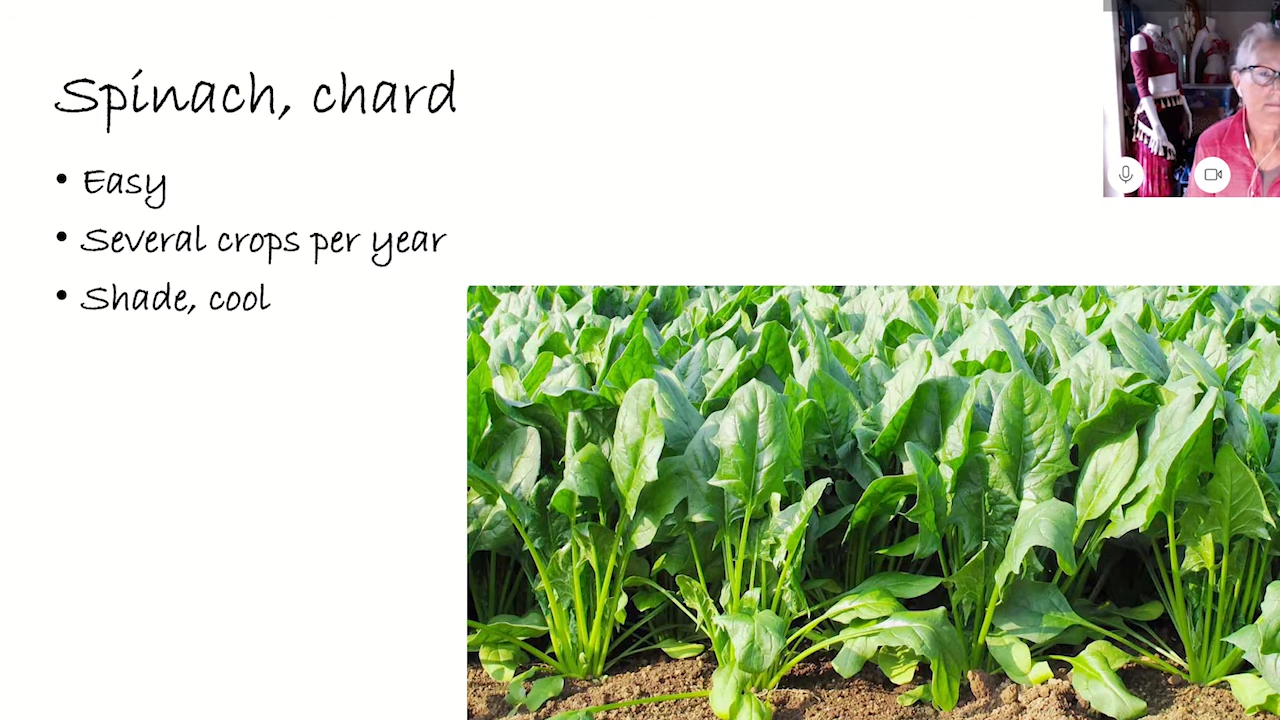 Spinach, chard
• Easy
• Several crops per year
• Shade, cool